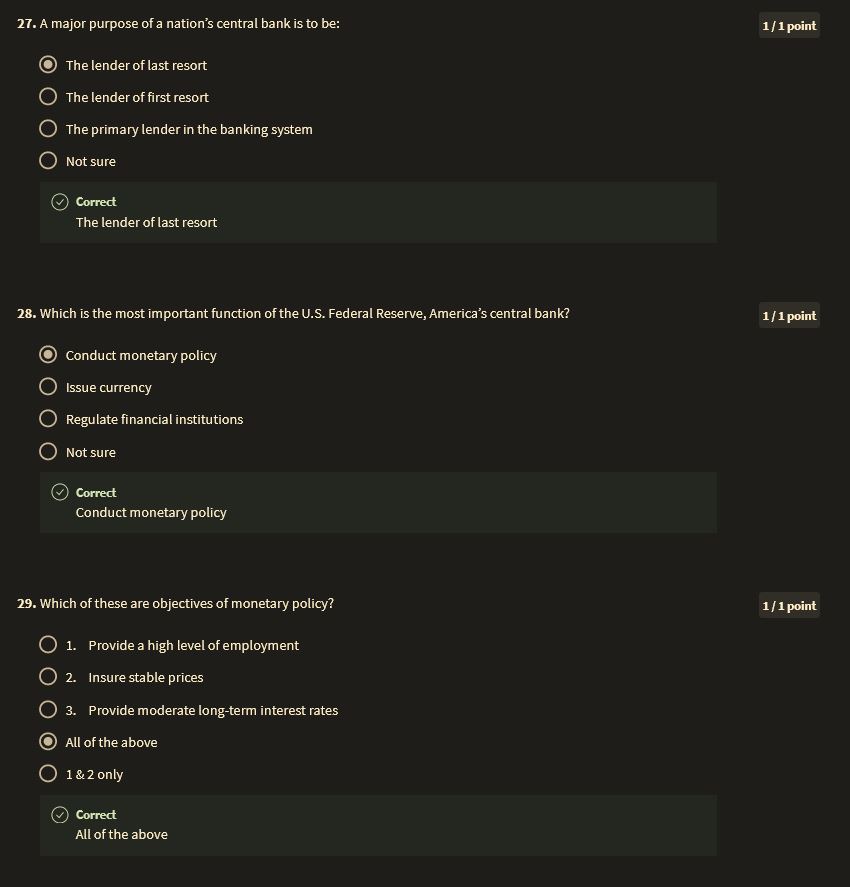 27. A major purpose of a nation’s central bank is to be:
1 / 1 point
The lender of last resort
The lender of first resort
The primary lender in the banking system
Not sure
Correct
The lender of last resort
28. Which is the most important function of the U.S. Federal Reserve, America’s central bank?
1 / 1 point
Conduct monetary policy
Issue currency
Regulate financial institutions
Not sure
Correct
Conduct monetary policy
29. Which of these are objectives of monetary policy?
1 / 1 point
1. Provide a high level of employment
2. Insure stable prices
3. Provide moderate long-term interest rates
All of the above
1 & 2 only
Correct
All of the above